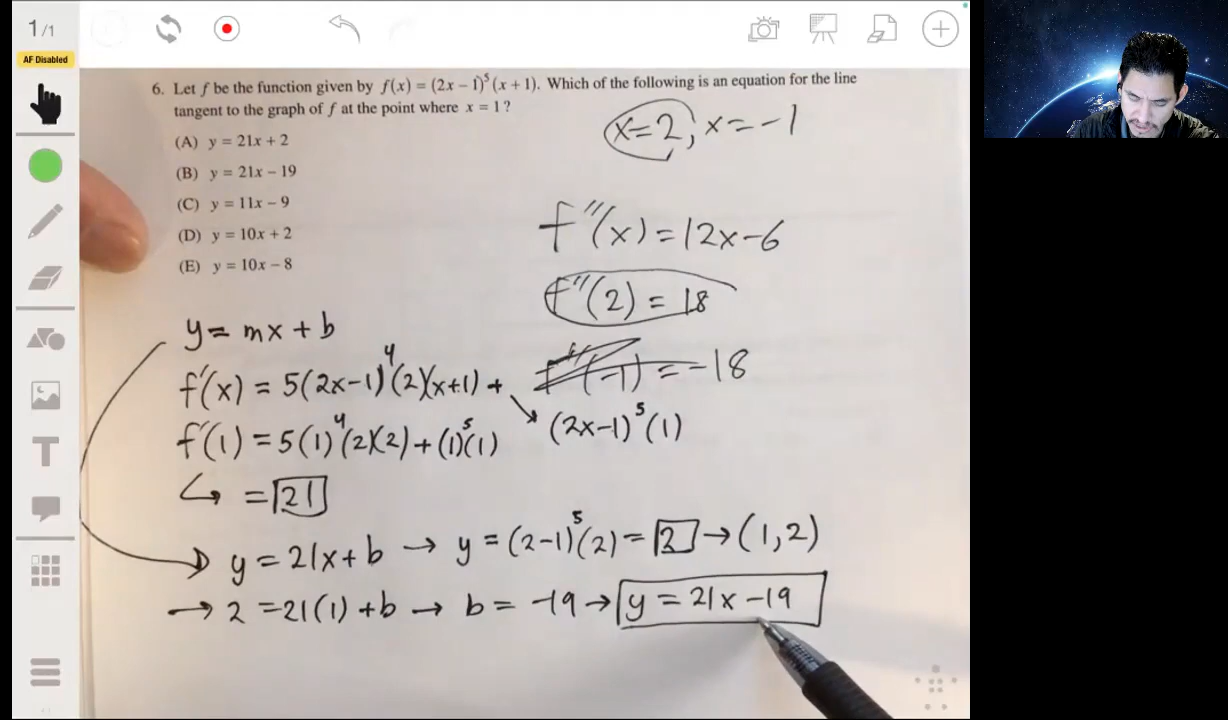 1/1
AF Disabled
6. Let f be the function given by f(x) = (2x − 1)⁵(x + 1). Which of the following is an equation for the line
tangent to the graph of f at the point where x = 1?
(A) y = 21x + 2
(B) y = 21x − 19
(C) y = 11x − 9
(D) y = 10x + 2
(E) y = 10x − 8
x=2, x=−1
f''(x) = 12x−6
f''(2) = 18
f''(−1) = −18
y = mx + b
f'(x) = 5(2x−1)⁴(2)(x+1) +
(2x−1)⁵(1)
f'(1) = 5(1)⁴(2)(2) + (1)⁵(1)
↳ = 21
→ y = 21x + b → y = (2−1)⁵(2) = 2 → (1,2)
→ 2 = 21(1) + b → b = −19 → y = 21x −19
T